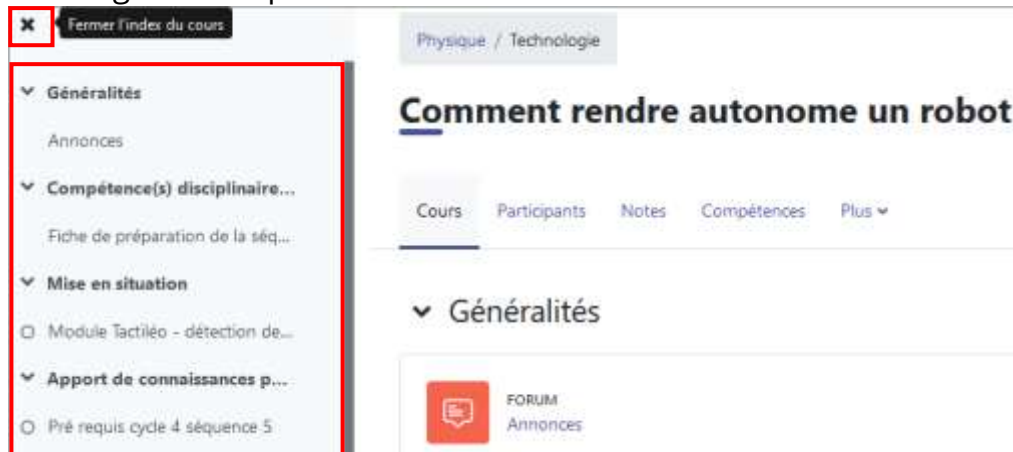 Fermer l'index du cours
Généralités
Annonces
Compétence(s) disciplinaire...
Fiche de préparation de la séq...
Mise en situation
Module Tactiléo - détection de...
Apport de connaissances p...
Pré requis cycle 4 séquence 5
Physique / Technologie
Comment rendre autonome un robot
Cours Participants Notes Compétences Plus
Généralités
FORUM
Annonces